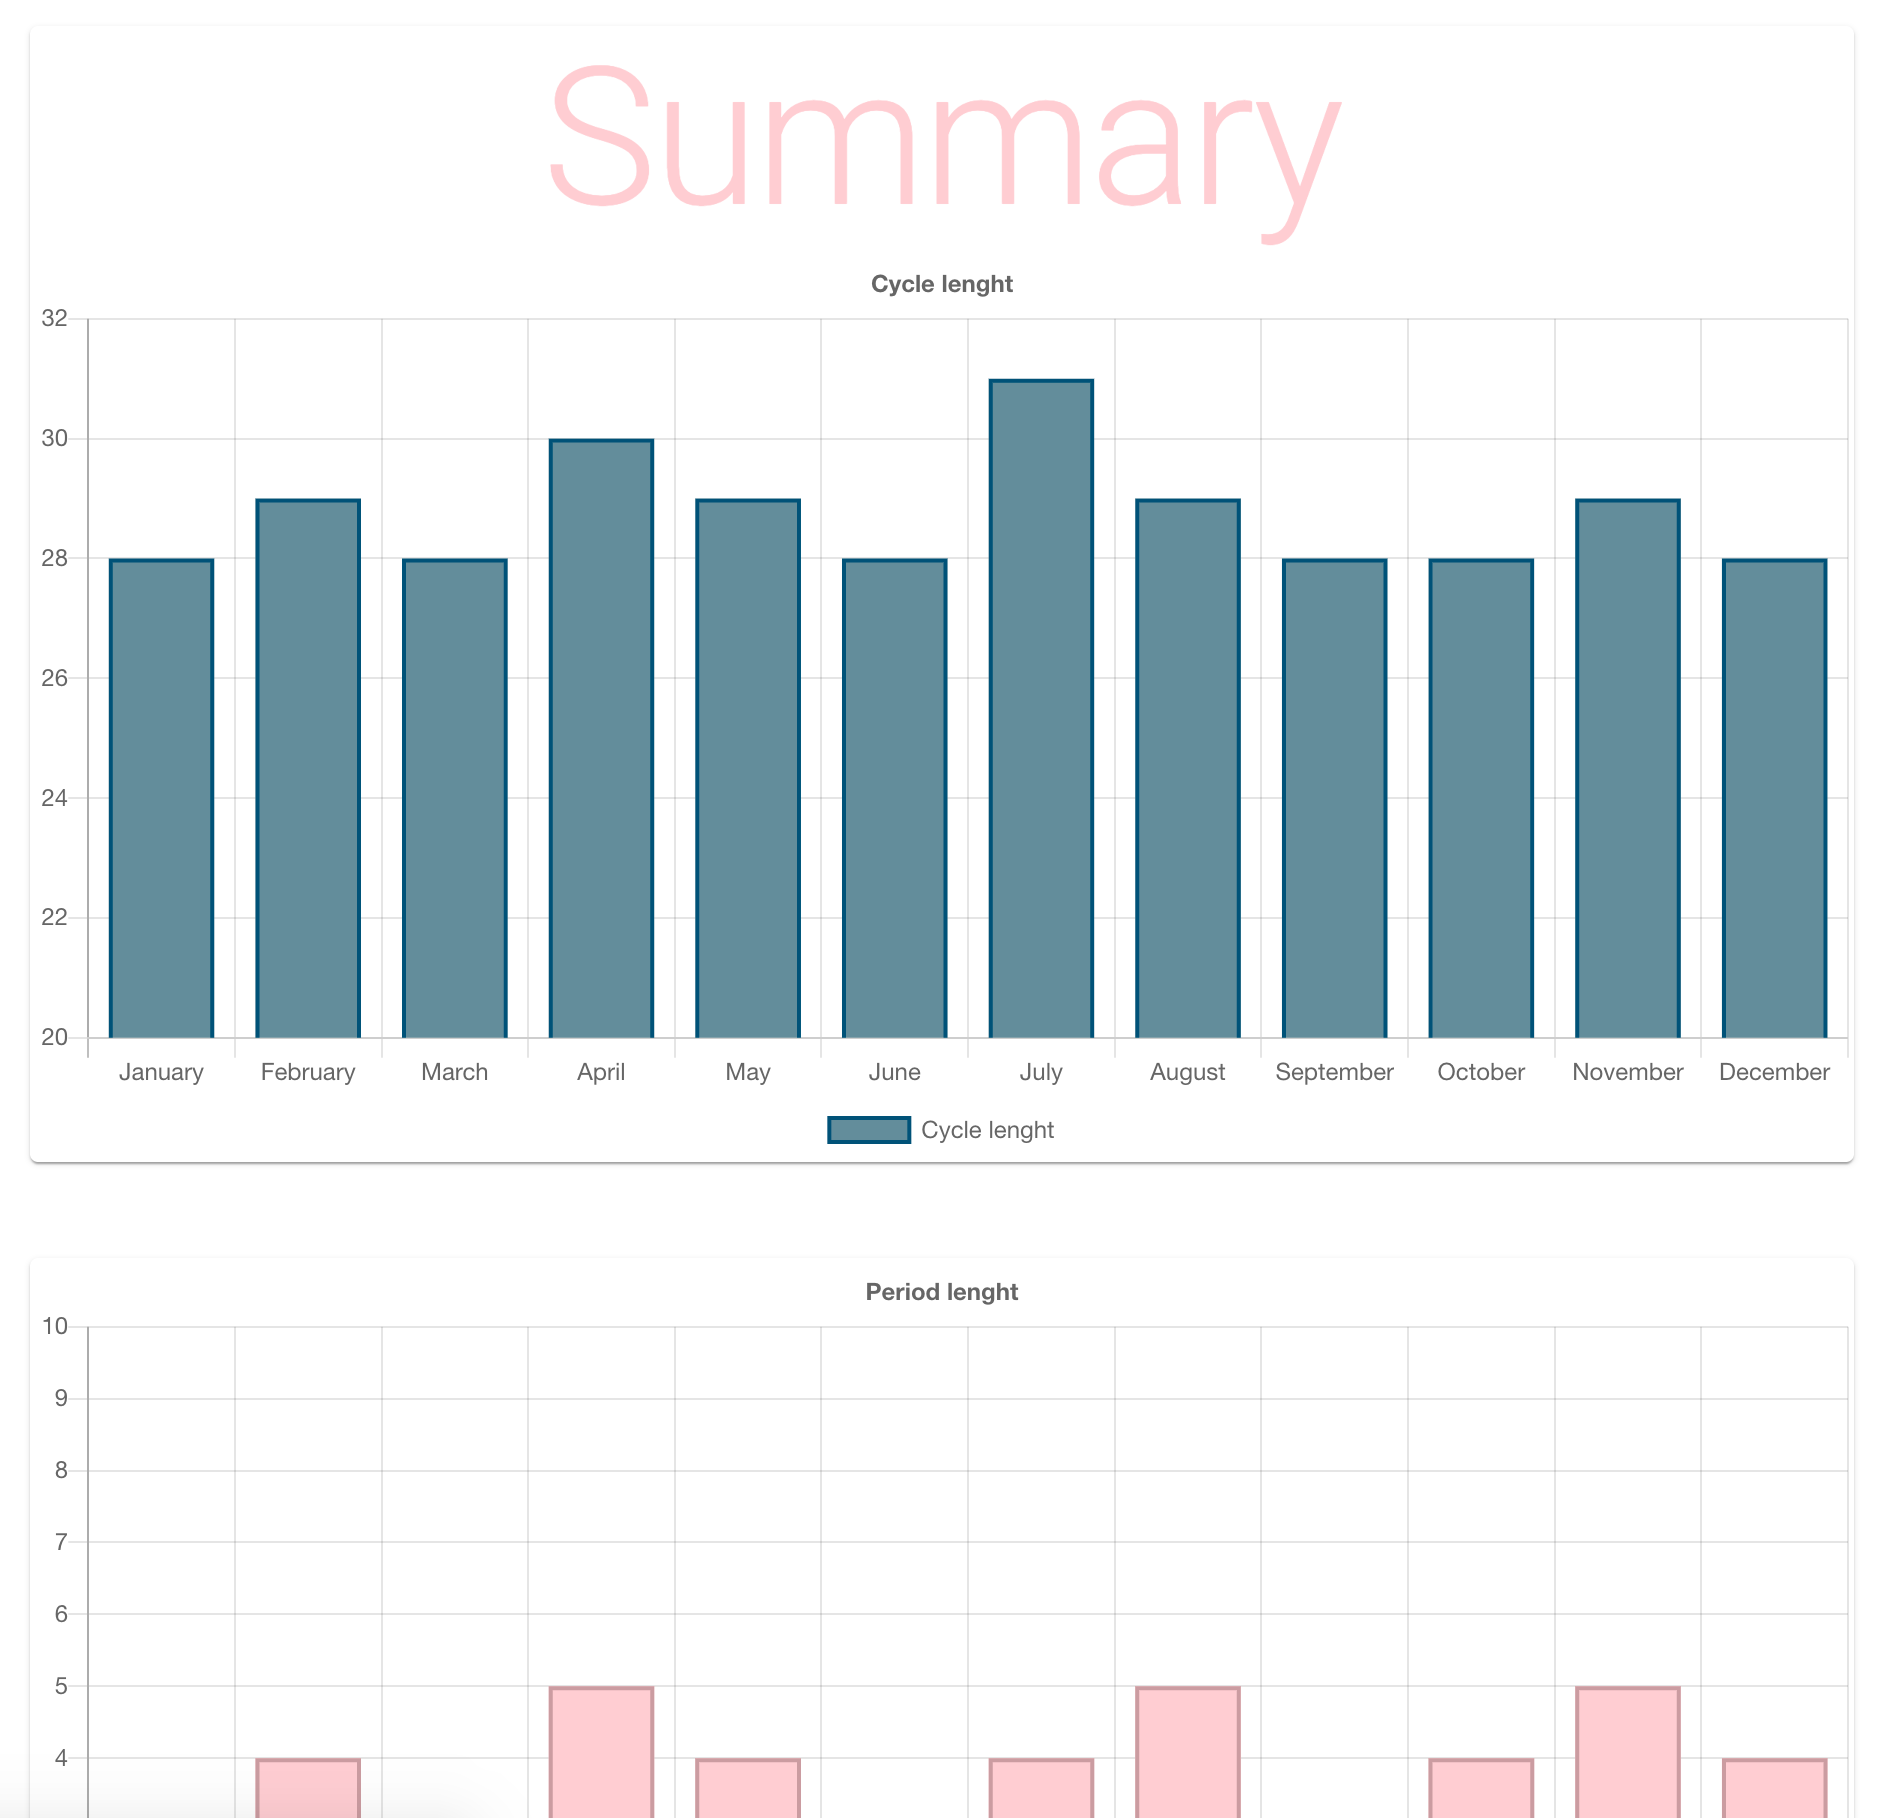 Summary
Cycle lenght
32
30
28
26
24
22
20
January February March April May June July August September October November December
Cycle lenght
Period lenght
10
9
8
7
6
5
4